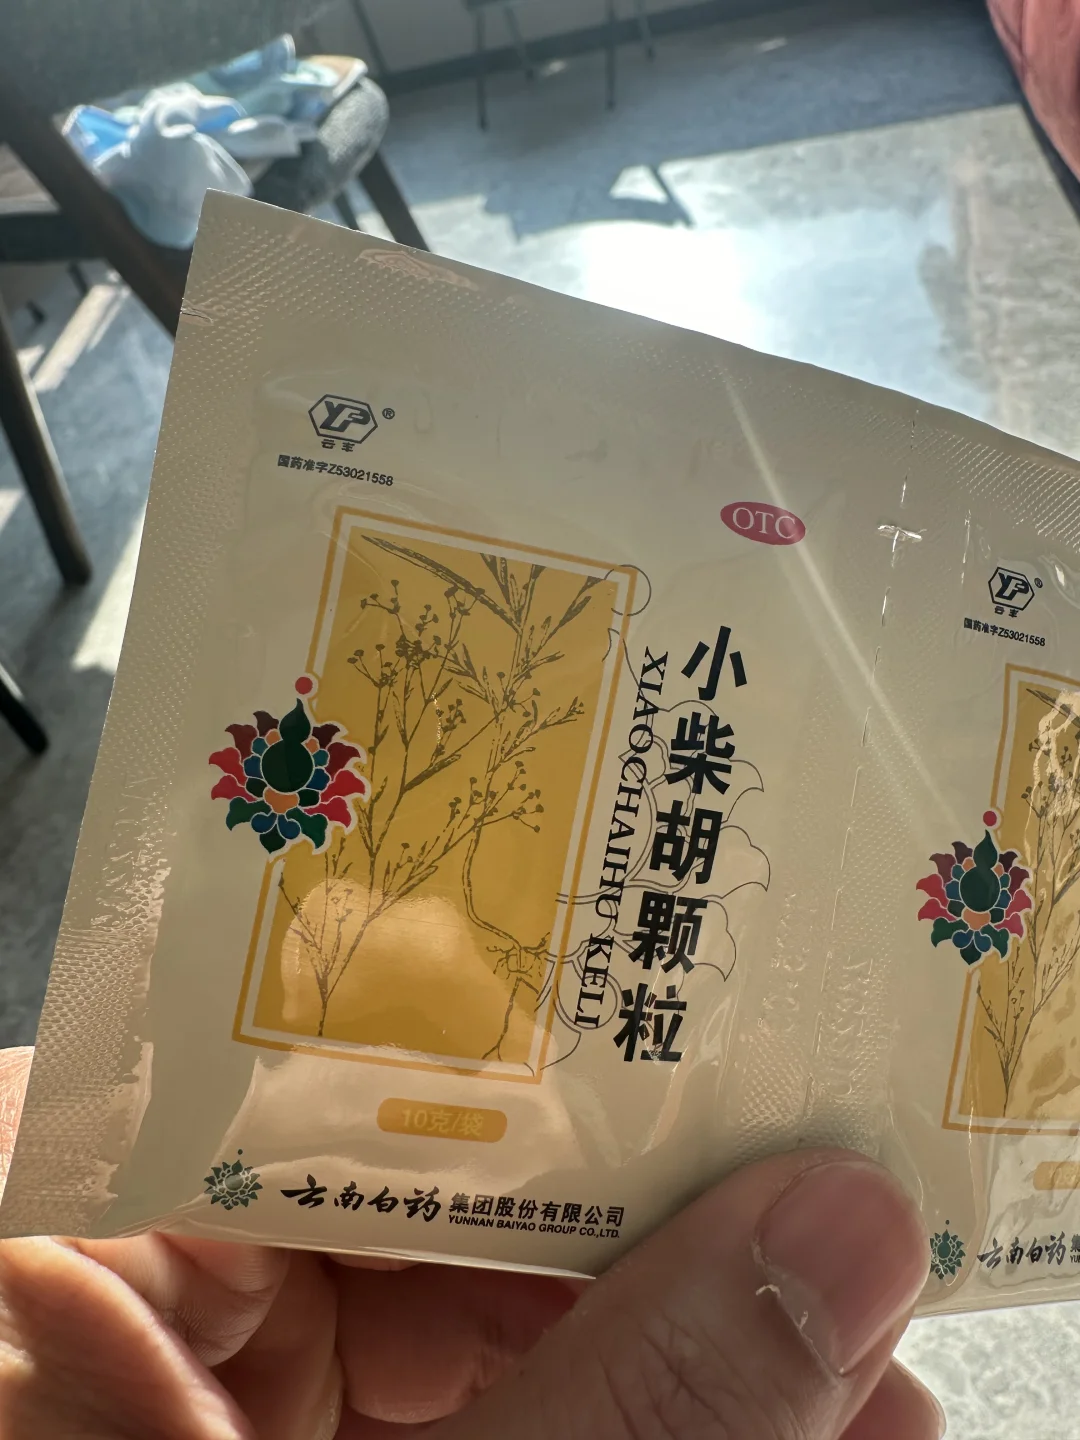 YP®
云丰
国药准字Z53021558
OTC
小柴胡颗粒
XIAOCHAIHU KELI
10克/袋
云南白药集团股份有限公司
YUNNAN BAIYAO GROUP CO.,LTD.
YP®
云丰
国药准字Z53021558
云南白药